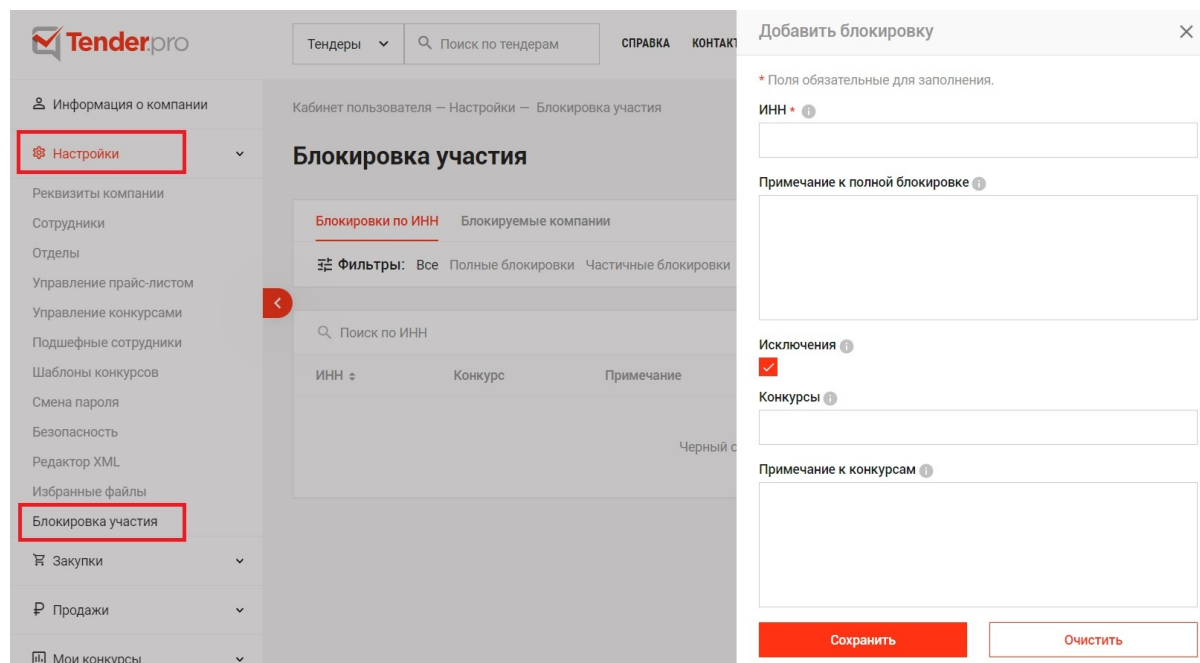 Tender.pro
Тендеры
Поиск по тендерам
СПРАВКА
Информация о компании
Настройки
Реквизиты компании
Сотрудники
Отделы
Управление прайс-листом
Управление конкурсами
Подшефные сотрудники
Шаблоны конкурсов
Смена пароля
Безопасность
Редактор XML
Избранные файлы
Блокировка участия
Закупки
Продажи
Мои конкурсы
Кабинет пользователя — Настройки — Блокировка участия
Блокировка участия
Блокировки по ИНН Блокируемые компании
Фильтры: Все Полные блокировки Частичные блокировки
Поиск по ИНН
ИНН Конкурс Примечание
Черный
Добавить блокировку
* Поля обязательные для заполнения.
ИНН *
Примечание к полной блокировке
Исключения
Конкурсы
Примечание к конкурсам
Сохранить
Очистить